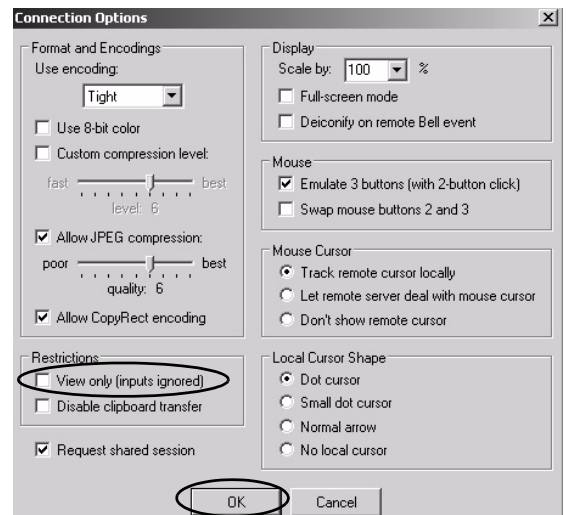 Connection Options
Format and Encodings
Use encoding:
Tight
Use 8-bit color
Custom compression level:
fast best
level: 6
Allow JPEG compression:
poor best
quality: 6
Allow CopyRect encoding
Restrictions
View only (inputs ignored)
Disable clipboard transfer
Request shared session
Display
Scale by: 100 %
Full-screen mode
Deiconify on remote Bell event
Mouse
Emulate 3 buttons (with 2-button click)
Swap mouse buttons 2 and 3
Mouse Cursor
Track remote cursor locally
Let remote server deal with mouse cursor
Don't show remote cursor
Local Cursor Shape
Dot cursor
Small dot cursor
Normal arrow
No local cursor
OK Cancel